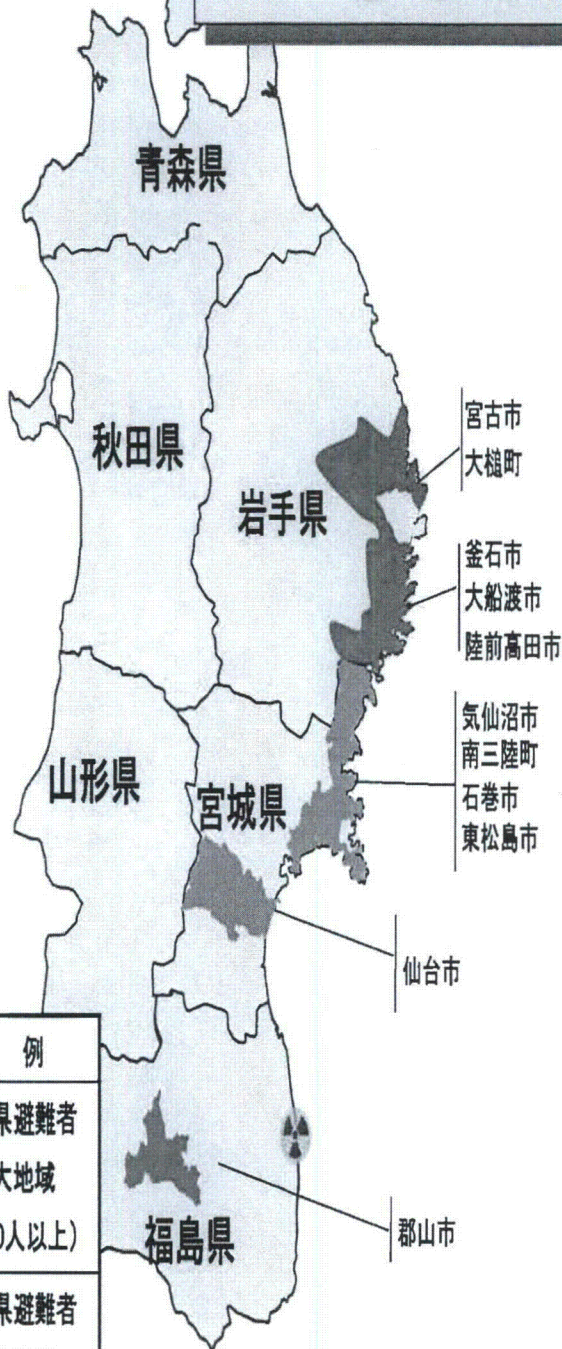 青森県
秋田県
岩手県
宮古市
大槌町
釜石市
大船渡市
陸前高田市
気仙沼市
南三陸町
石巻市
東松島市
山形県
宮城県
仙台市
例
県避難者
大地域
0人以上)
県避難者
福島県
郡山市